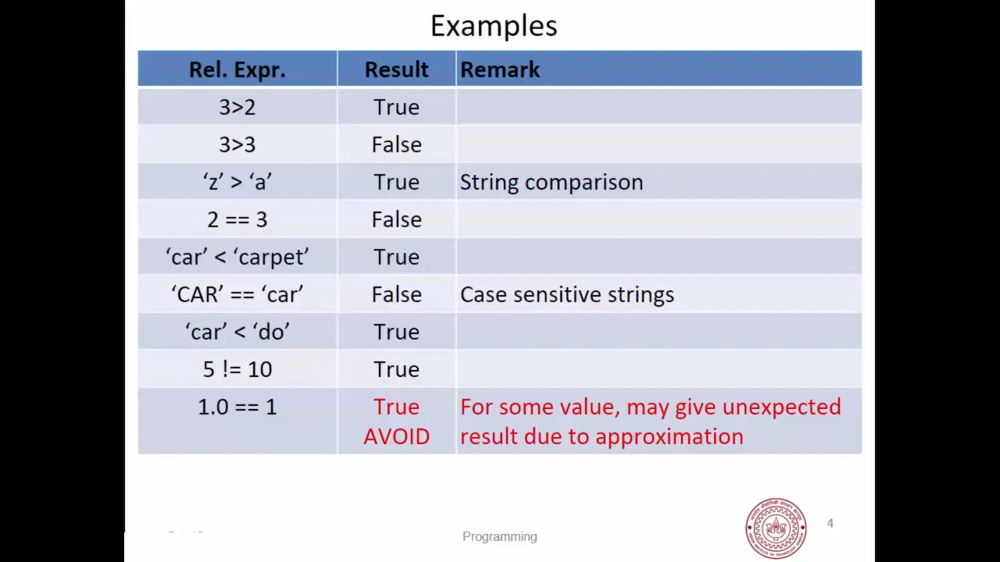 Examples
Rel. Expr. Result Remark
3>2 True
3>3 False
‘z’ > ‘a’ True String comparison
2 == 3 False
‘car’ < ‘carpet’ True
‘CAR’ == ‘car’ False Case sensitive strings
‘car’ < ‘do’ True
5 != 10 True
1.0 == 1 True For some value, may give unexpected
AVOID result due to approximation
4
Programming